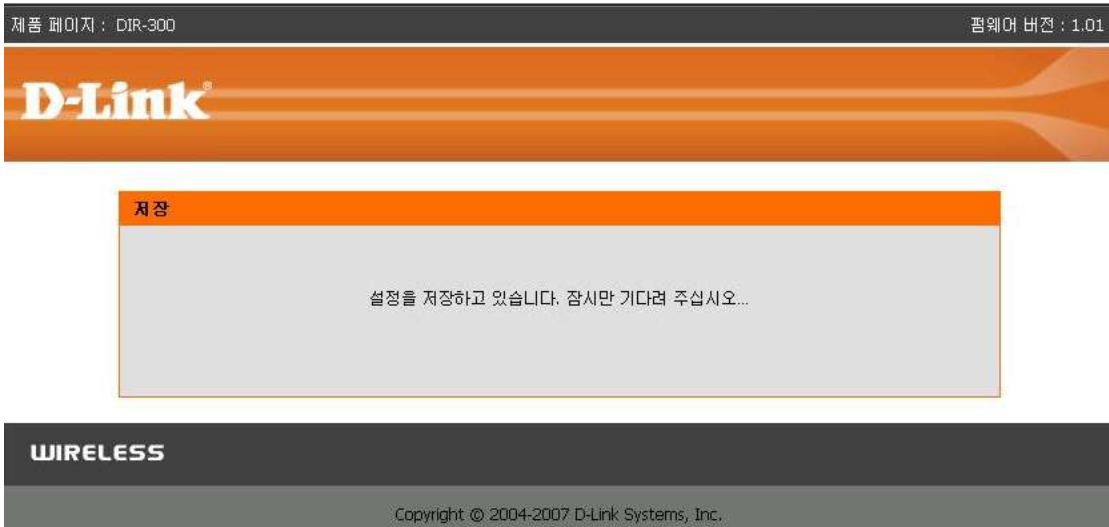 제품 페이지 : DIR-300
펌웨어 버전 : 1.01
D-Link®
저장
설정을 저장하고 있습니다. 잠시만 기다려 주십시오...
WIRELESS
Copyright © 2004-2007 D-Link Systems, Inc.